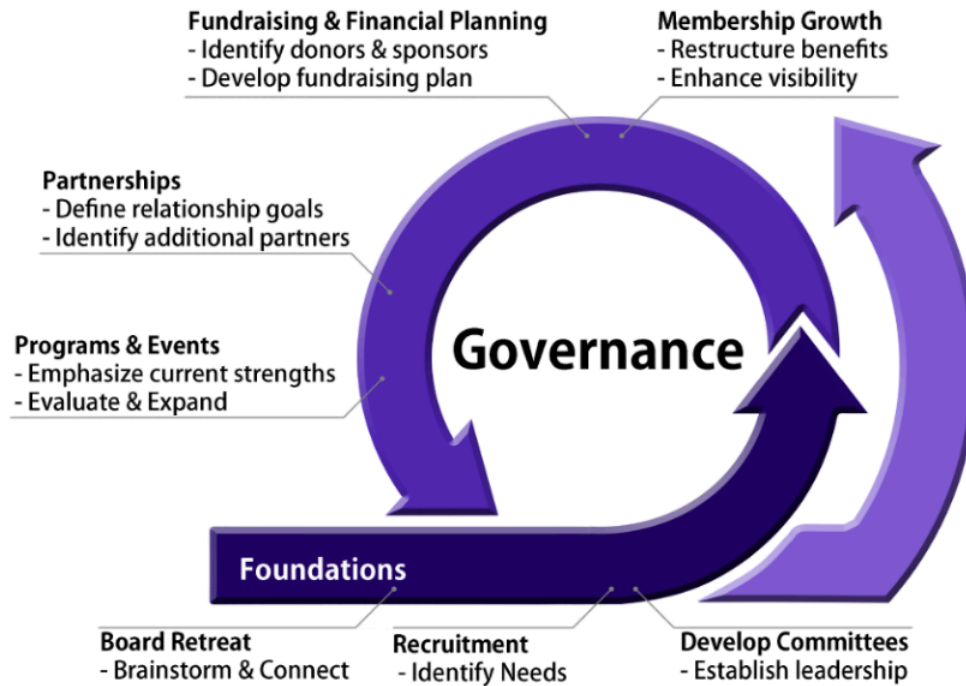 Fundraising & Financial Planning
- Identify donors & sponsors
- Develop fundraising plan
Membership Growth
- Restructure benefits
- Enhance visibility
Partnerships
- Define relationship goals
- Identify additional partners
Programs & Events
- Emphasize current strengths
- Evaluate & Expand
Governance
Foundations
Board Retreat
- Brainstorm & Connect
Recruitment
- Identify Needs
Develop Committees
- Establish leadership